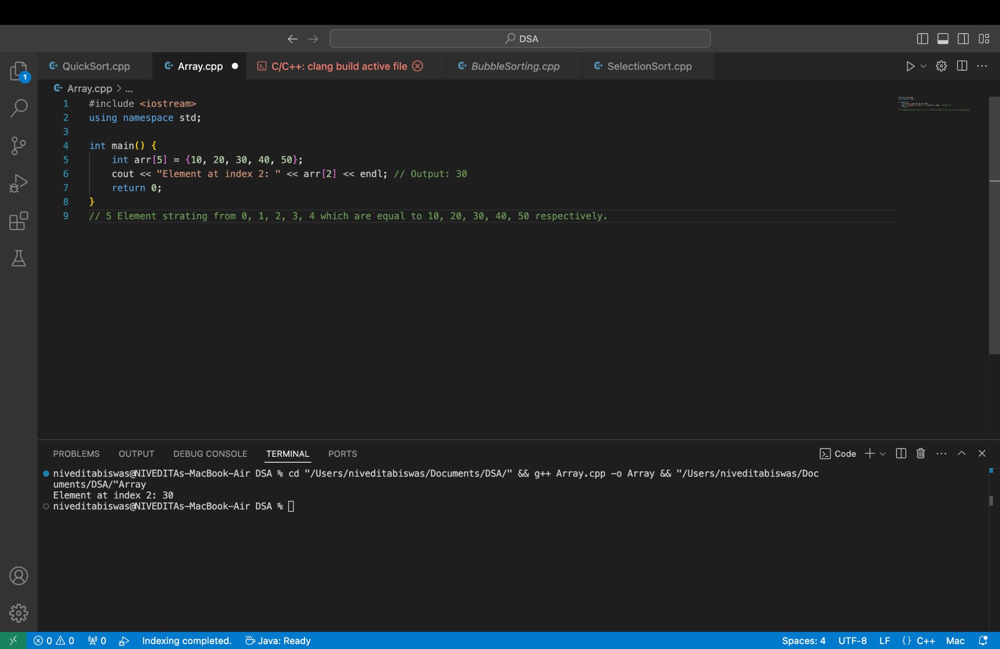 DSA
QuickSort.cpp
Array.cpp
C/C++: clang build active file
BubbleSorting.cpp
SelectionSort.cpp
1
Array.cpp > ...
1 #include <iostream>
2 using namespace std;
3
4 int main() {
5 int arr[5] = {10, 20, 30, 40, 50};
6 cout << "Element at index 2: " << arr[2] << endl; // Output: 30
7 return 0;
8 }
9 // 5 Element strating from 0, 1, 2, 3, 4 which are equal to 10, 20, 30, 40, 50 respectively.
PROBLEMS OUTPUT DEBUG CONSOLE TERMINAL PORTS
Code
niveditabiswas@NIVEDITAs-MacBook-Air DSA % cd "/Users/niveditabiswas/Documents/DSA/" && g++ Array.cpp -o Array && "/Users/niveditabiswas/Doc
uments/DSA/"Array
Element at index 2: 30
niveditabiswas@NIVEDITAs-MacBook-Air DSA %
0 0 0 Indexing completed. Java: Ready
Spaces: 4 UTF-8 LF {} C++ Mac